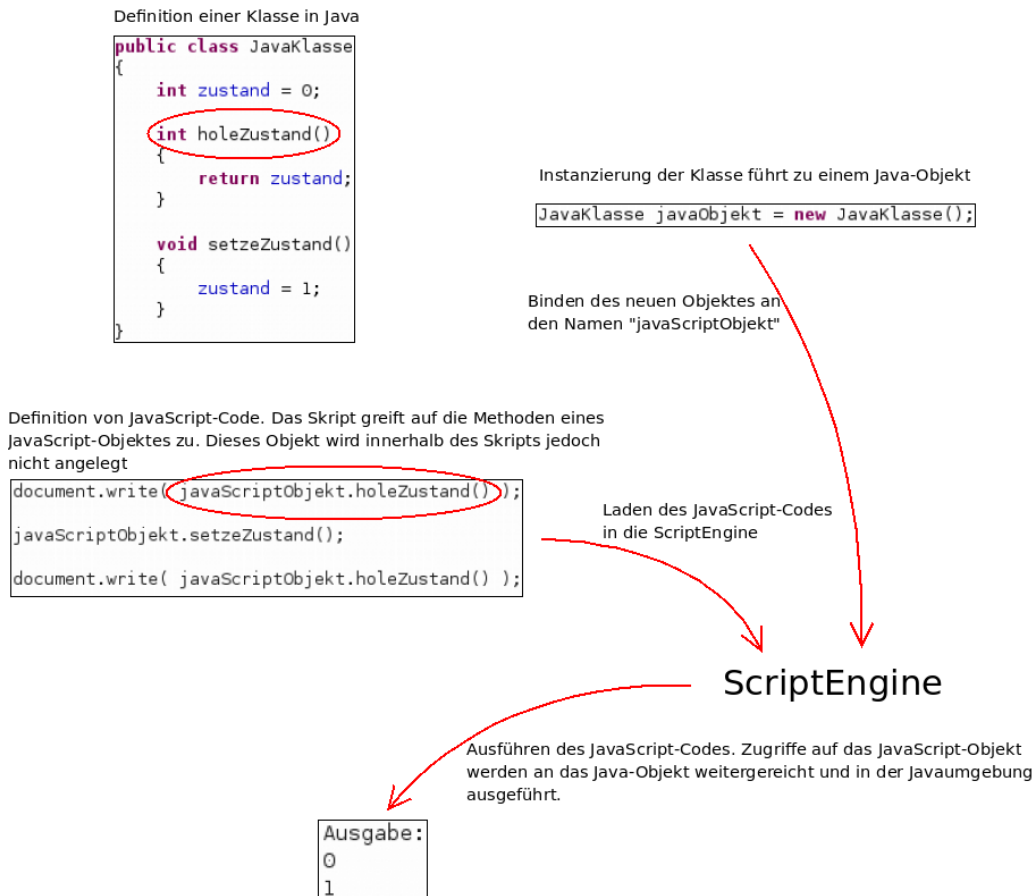 Definition einer Klasse in Java
public class JavaKlasse
{
int zustand = 0;
int holeZustand()
{
return zustand;
}
void setzeZustand()
{
zustand = 1;
}
}
Instanzierung der Klasse führt zu einem Java-Objekt
JavaKlasse javaObjekt = new JavaKlasse();
Binden des neuen Objektes an
den Namen "javaScriptObjekt"
Definition von JavaScript-Code. Das Skript greift auf die Methoden eines
JavaScript-Objektes zu. Dieses Objekt wird innerhalb des Skripts jedoch
nicht angelegt
document.write( javaScriptObjekt.holeZustand() );
javaScriptObjekt.setzeZustand();
document.write( javaScriptObjekt.holeZustand() );
Laden des JavaScript-Codes
in die ScriptEngine
ScriptEngine
Ausführen des JavaScript-Codes. Zugriffe auf das JavaScript-Objekt
werden an das Java-Objekt weitergereicht und in der Javaumgebung
ausgeführt.
Ausgabe:
0
1